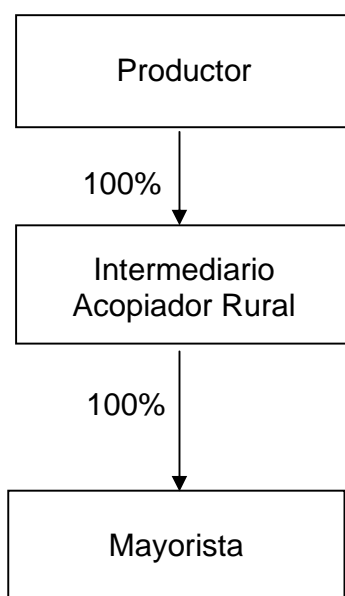 Productor
100%
Intermediario
Acopiador Rural
100%
Mayorista